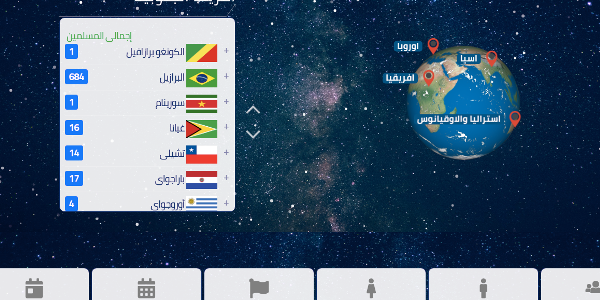 إجمالي المسلمين
الكونغو برازافيل 1
البرازيل 684
سورينام 1
غيانا 16
تشيلي 14
باراجواي 17
أوروجواي 4
اوروبا
اسيا
افريقيا
استراليا والاوقيانوس